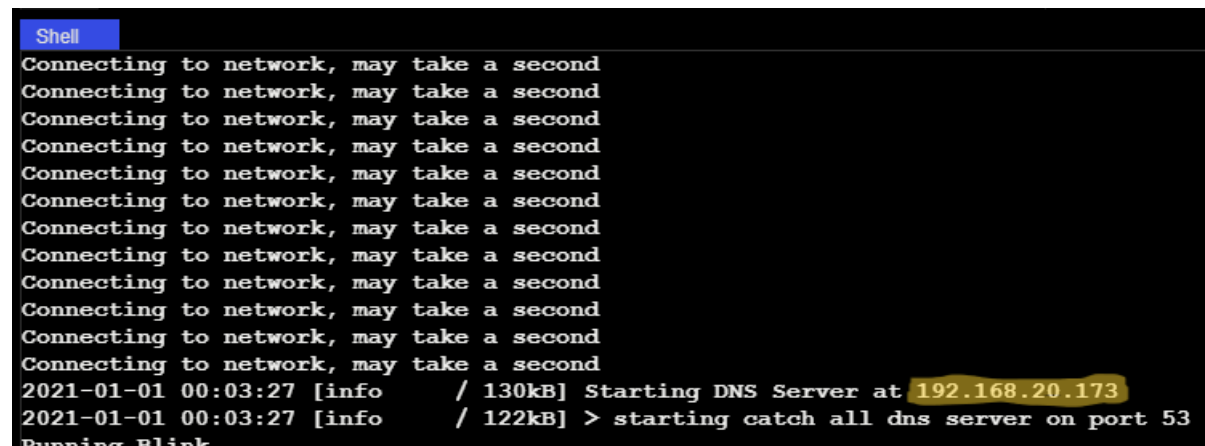 Shell
Connecting to network, may take a second
Connecting to network, may take a second
Connecting to network, may take a second
Connecting to network, may take a second
Connecting to network, may take a second
Connecting to network, may take a second
Connecting to network, may take a second
Connecting to network, may take a second
Connecting to network, may take a second
Connecting to network, may take a second
Connecting to network, may take a second
Connecting to network, may take a second
2021-01-01 00:03:27 [info     / 130kB] Starting DNS Server at 192.168.20.173
2021-01-01 00:03:27 [info     / 122kB] > starting catch all dns server on port 53
Running Blink